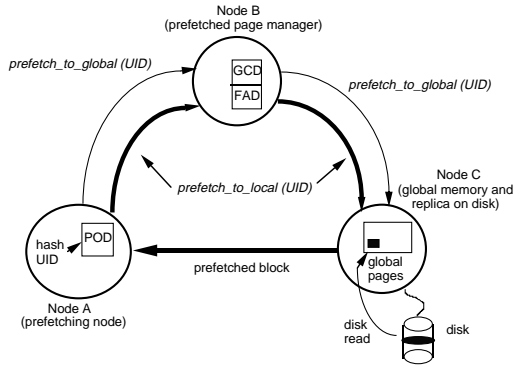 Node B
(prefetched page manager)
prefetch_to_global (UID)
GCD
FAD
prefetch_to_global (UID)
prefetch_to_local (UID)
Node C
(global memory and
replica on disk)
hash
UID
POD
global
pages
prefetched block
Node A
(prefetching node)
disk
read
disk